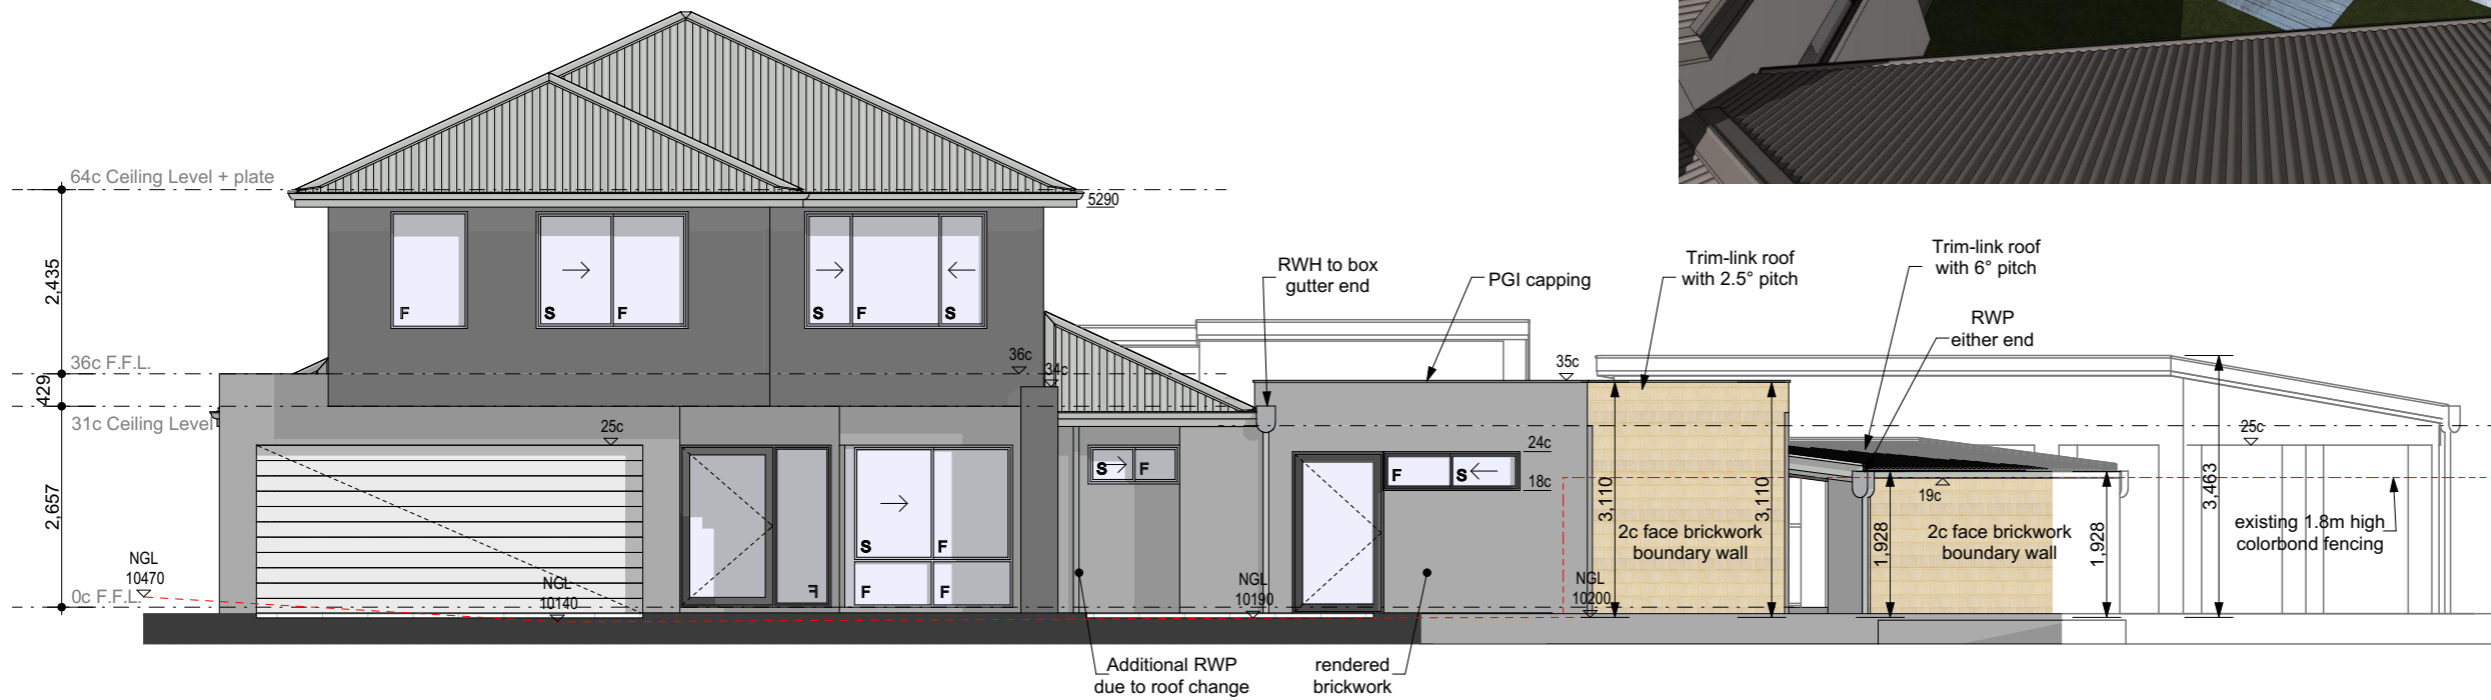 64c Ceiling Level + plate
5290
2,435
F
S
F
S
F
S
36c F.F.L.
429
31c Ceiling Level
2,657
0c F.F.L.
NGL
10470
25c
NGL
10140
F
S
F
F
F
36c
34c
S
F
RWH to box
gutter end
PGI capping
35c
24c
18c
F
S
NGL
10190
NGL
10200
Additional RWP
due to roof change
rendered
brickwork
Trim-link roof
with 2.5° pitch
3,110
3,110
2c face brickwork
boundary wall
Trim-link roof
with 6° pitch
RWP
either end
19c
1,928
2c face brickwork
boundary wall
1,928
3,463
25c
existing 1.8m high
colorbond fencing